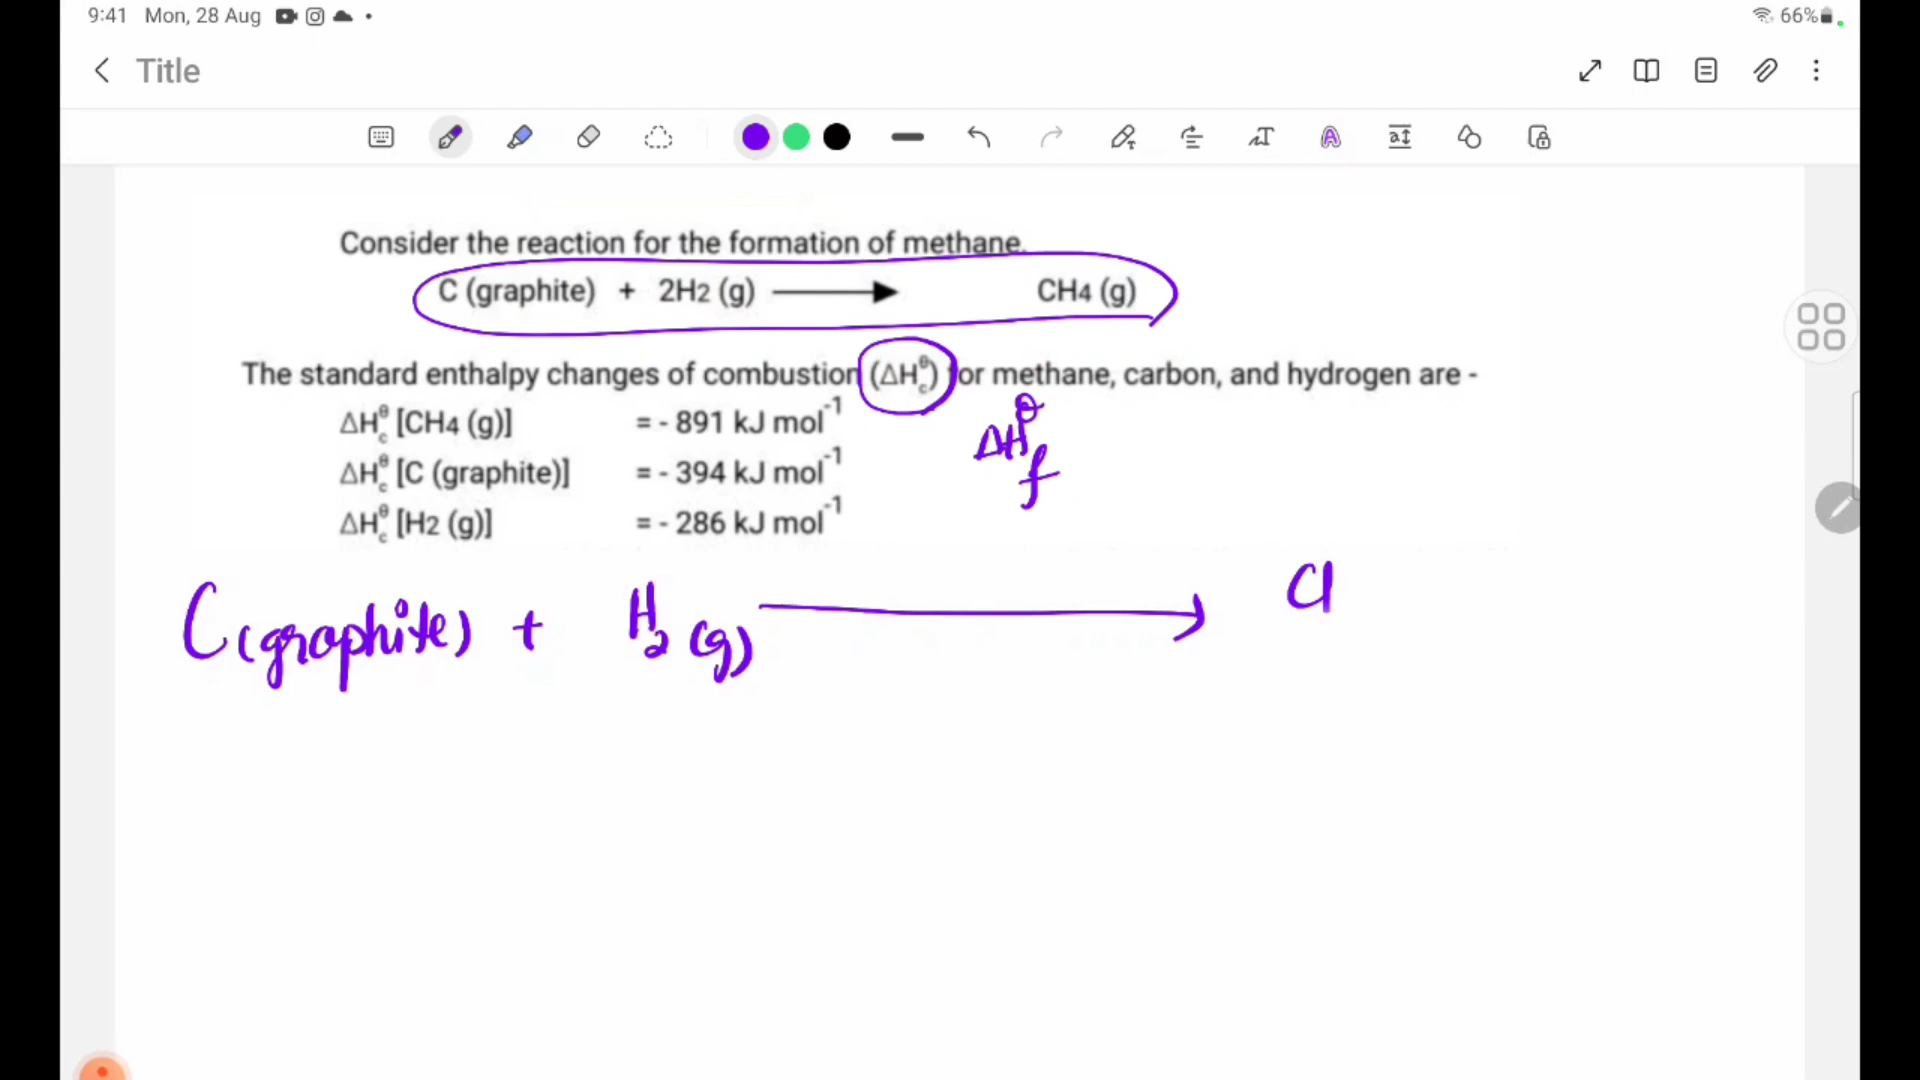 9:41 Mon, 28 Aug 66%
Title
Consider the reaction for the formation of methane.
C (graphite) + 2H2 (g) ⟶ CH4 (g)
The standard enthalpy changes of combustion (ΔH꜀^θ) for methane, carbon, and hydrogen are -
ΔH꜀^θ [CH4 (g)] = - 891 kJ mol⁻¹
ΔH꜀^θ [C (graphite)] = - 394 kJ mol⁻¹
ΔH꜀^θ [H2 (g)] = - 286 kJ mol⁻¹
ΔH^θ_f
C(graphite) + H₂ (g) ⟶ Cl